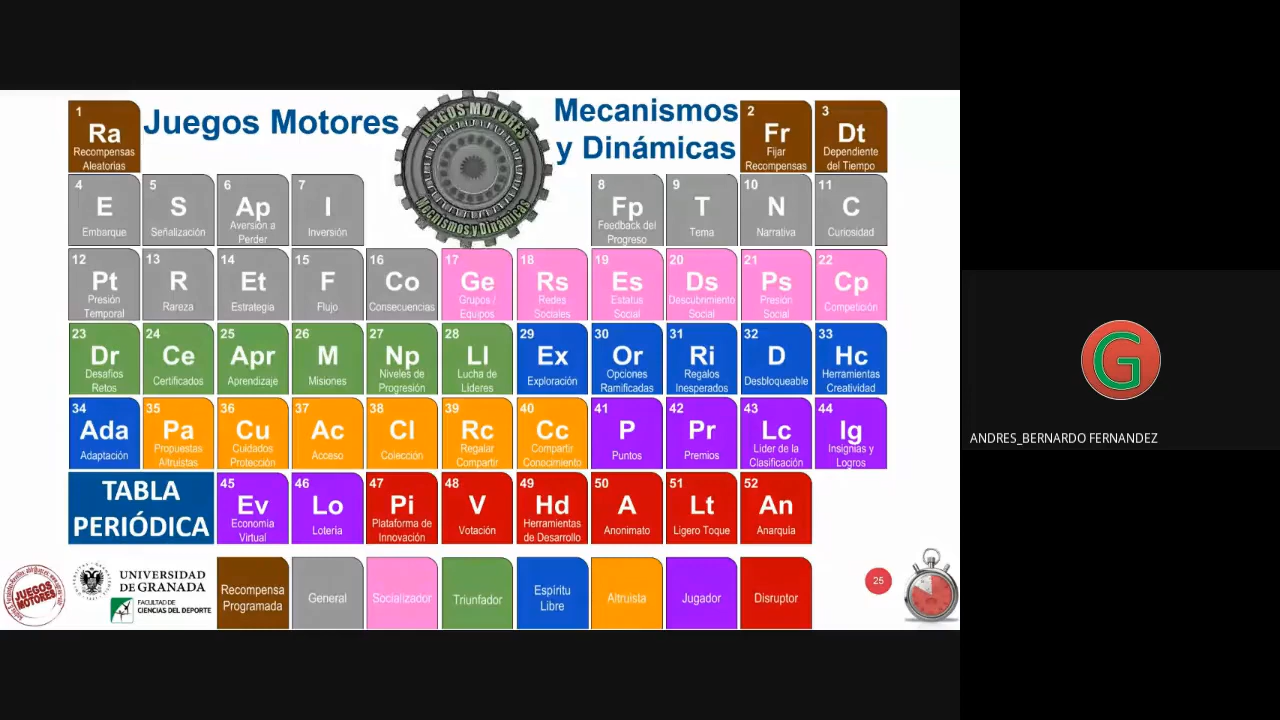 Juegos Motores
JUEGOS MOTORES
Mecnismos y Dinámicas
Mecanismos
y Dinámicas
1
Ra
Recompensas
Aleatorias
2
Fr
Fijar
Recompensas
3
Dt
Dependiente
del Tiempo
4
E
Embarque
5
S
Señalización
6
Ap
Aversión a
Perder
7
I
Inversión
8
Fp
Feedback del
Progreso
9
T
Tema
10
N
Narrativa
11
C
Curiosidad
12
Pt
Presión
Temporal
13
R
Rareza
14
Et
Estrategia
15
F
Flujo
16
Co
Consecuencias
17
Ge
Grupos /
Equipos
18
Rs
Redes
Sociales
19
Es
Estatus
Social
20
Ds
Descubrimiento
Social
21
Ps
Presión
Social
22
Cp
Competición
23
Dr
Desafíos
Retos
24
Ce
Certificados
25
Apr
Aprendizaje
26
M
Misiones
27
Np
Niveles de
Progresión
28
Ll
Lucha de
Líderes
29
Ex
Exploración
30
Or
Opciones
Ramificadas
31
Ri
Regalos
Inesperados
32
D
Desbloqueable
33
Hc
Herramientas
Creatividad
34
Ada
Adaptación
35
Pa
Propuestas
Altruistas
36
Cu
Cuidados
Protección
37
Ac
Acceso
38
Cl
Colección
39
Rc
Regalar
Compartir
40
Cc
Compartir
Conocimiento
41
P
Puntos
42
Pr
Premios
43
Lc
Líder de la
Clasificación
44
Ig
Insignias y
Logros
TABLA
PERIÓDICA
45
Ev
Economía
Virtual
46
Lo
Lotería
47
Pi
Plataforma de
Innovación
48
V
Votación
49
Hd
Herramientas
de Desarrollo
50
A
Anonimato
51
Lt
Ligero Toque
52
An
Anarquía
JUEGOS
MOTORES
UNIVERSIDAD
DE GRANADA
FACULTAD DE
CIENCIAS DEL DEPORTE
Recompensa
Programada
General
Socializador
Triunfador
Espíritu
Libre
Altruista
Jugador
Disruptor
25
G
ANDRES_BERNARDO FERNANDEZ